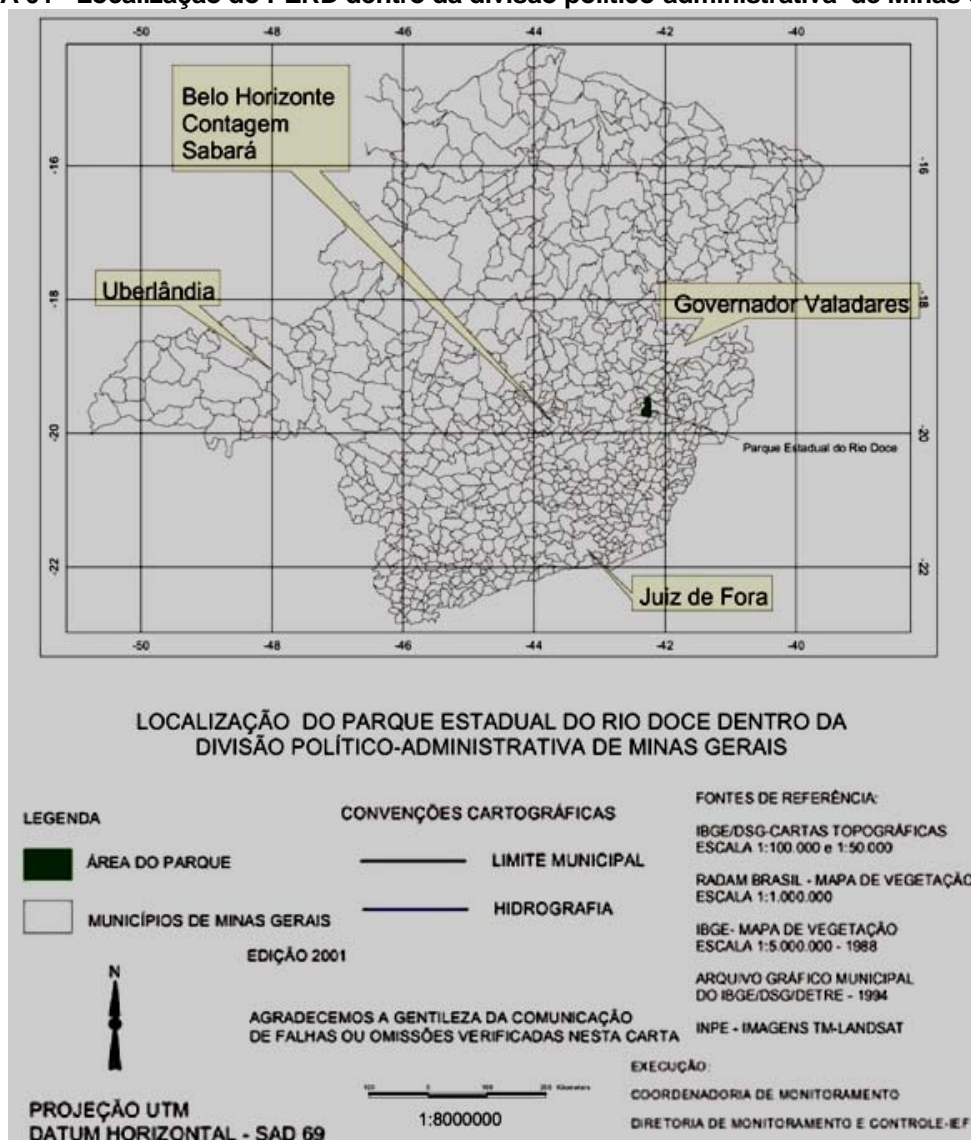 A 01 - Localização do PERD dentro da divisão político-administrativa de Minas
-50 -48 -46 -44 -42 -40
Belo Horizonte
Contagem
Sabará
-16 -16
Uberlândia
-18 -18
Governador Valadares
-20 -20
Parque Estadual do Rio Doce
-22 -22
Juiz de Fora
-50 -48 -46 -44 -42 -40
LOCALIZAÇÃO DO PARQUE ESTADUAL DO RIO DOCE DENTRO DA
DIVISÃO POLÍTICO-ADMINISTRATIVA DE MINAS GERAIS
LEGENDA
ÁREA DO PARQUE
MUNICÍPIOS DE MINAS GERAIS
CONVENÇÕES CARTOGRÁFICAS
LIMITE MUNICIPAL
HIDROGRAFIA
FONTES DE REFERÊNCIA:
IBGE/DSG-CARTAS TOPOGRÁFICAS
ESCALA 1:100.000 e 1:50.000
RADAM BRASIL - MAPA DE VEGETAÇÃO
ESCALA 1:1.000.000
IBGE- MAPA DE VEGETAÇÃO
ESCALA 1:5.000.000 - 1988
ARQUIVO GRÁFICO MUNICIPAL
DO IBGE/DSG/DETRE - 1994
INPE - IMAGENS TM-LANDSAT
EDIÇÃO 2001
N
AGRADECEMOS A GENTILEZA DA COMUNICAÇÃO
DE FALHAS OU OMISSÕES VERIFICADAS NESTA CARTA
EXECUÇÃO:
COORDENADORIA DE MONITORAMENTO
DIRETORIA DE MONITORAMENTO E CONTROLE-IEF
100 0 100 200 Kilometers
1:8000000
PROJEÇÃO UTM
DATUM HORIZONTAL - SAD 69